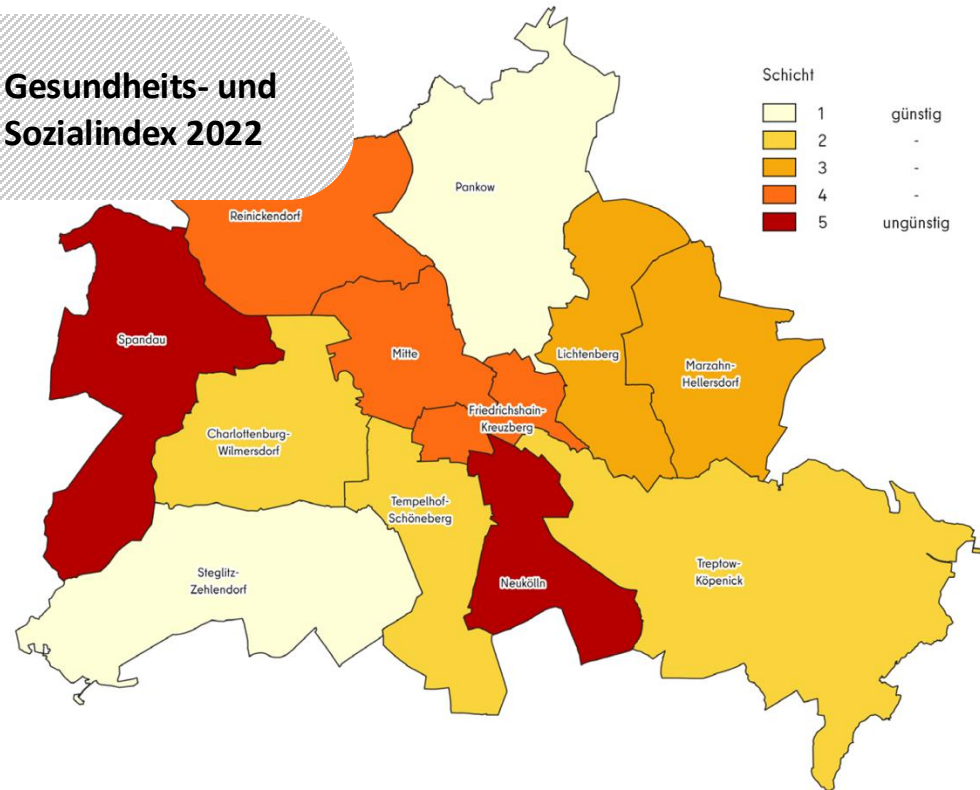 Gesundheits- und
Sozialindex 2022
Schicht
1 günstig
2 -
3 -
4 -
5 ungünstig
Pankow
Reinickendorf
Spandau
Mitte
Lichtenberg
Marzahn-
Hellersdorf
Friedrichshain-
Kreuzberg
Charlottenburg-
Wilmersdorf
Tempelhof-
Schöneberg
Treptow-
Köpenick
Steglitz-
Zehlendorf
Neukölln